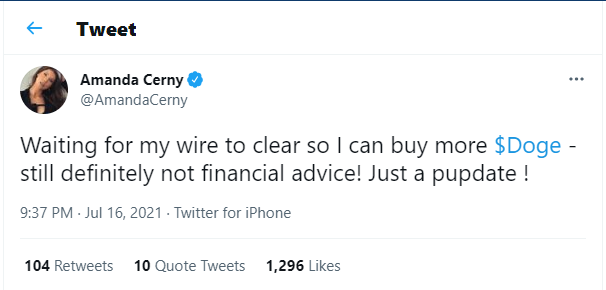 Tweet
Amanda Cerny
@AmandaCerny
Waiting for my wire to clear so I can buy more $Doge -
still definitely not financial advice! Just a pupdate !
9:37 PM · Jul 16, 2021 · Twitter for iPhone
104 Retweets 10 Quote Tweets 1,296 Likes